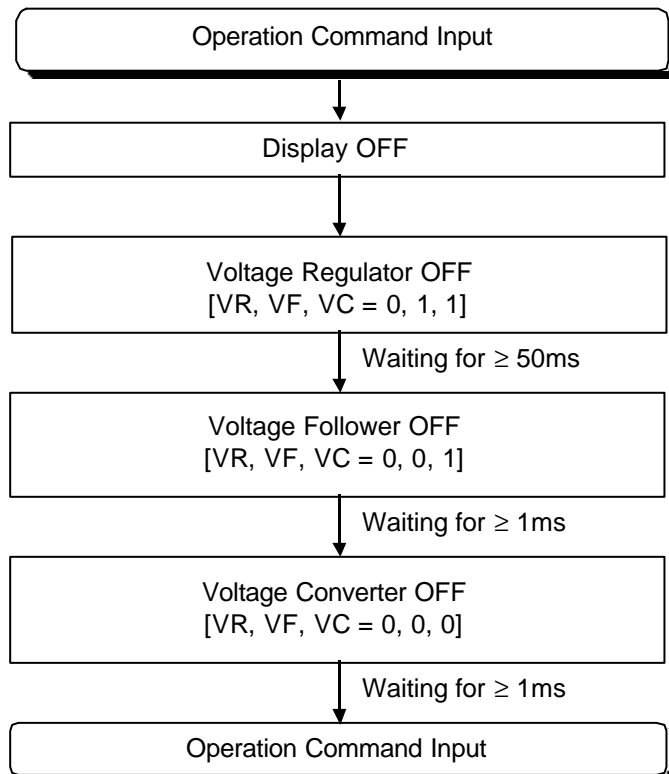 Operation Command Input
Display OFF
Voltage Regulator OFF
[VR, VF, VC = 0, 1, 1]
Waiting for ≥ 50ms
Voltage Follower OFF
[VR, VF, VC = 0, 0, 1]
Waiting for ≥ 1ms
Voltage Converter OFF
[VR, VF, VC = 0, 0, 0]
Waiting for ≥ 1ms
Operation Command Input